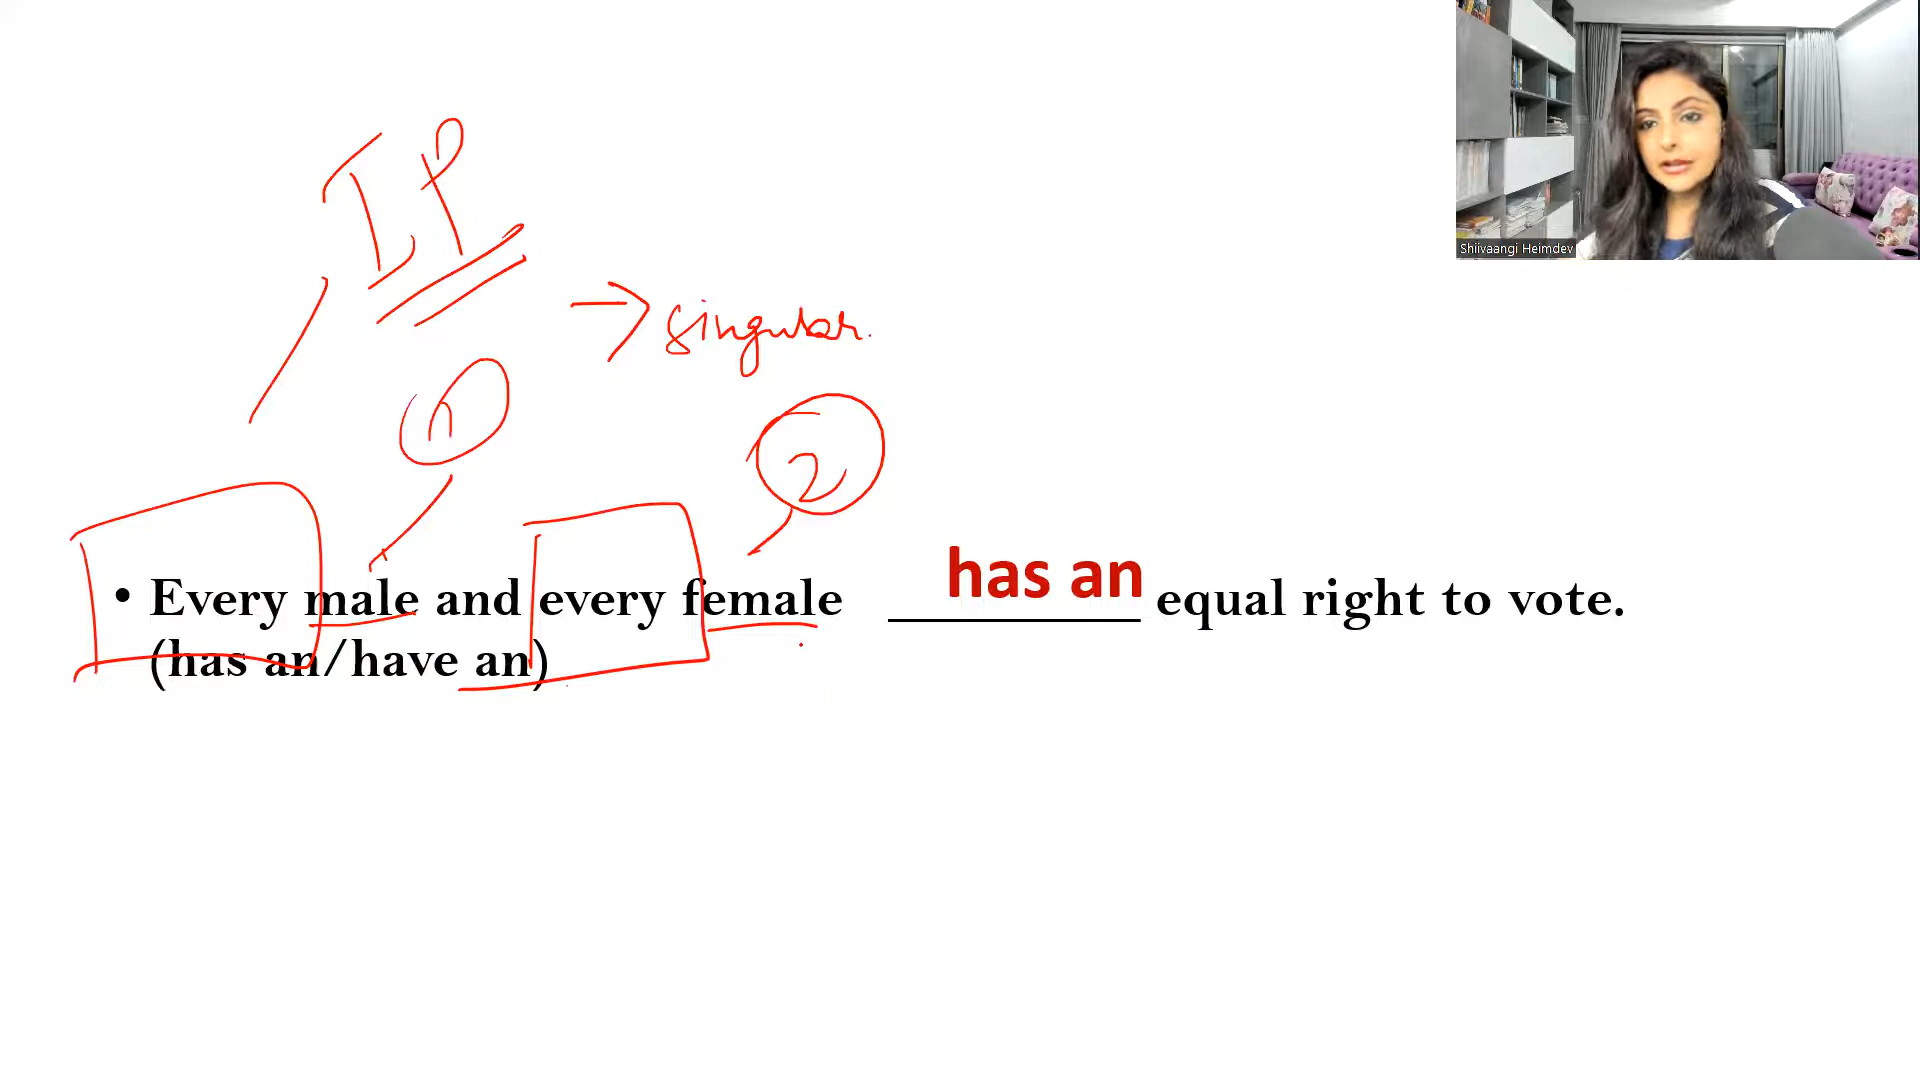 Shiivaangi Heimdev
IP
→ singular.
1
2
• Every male and every female has an equal right to vote.
(has an/have an)